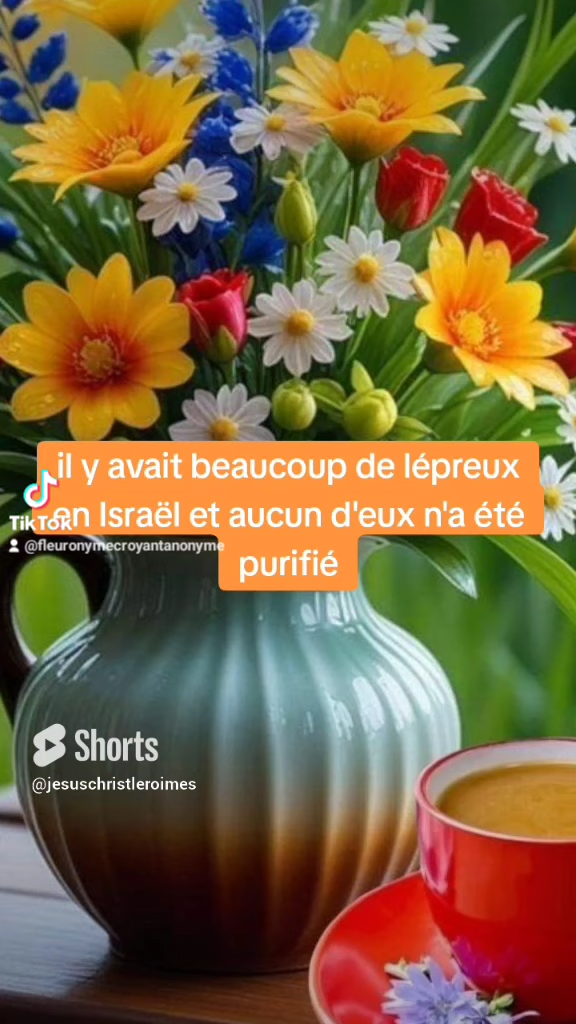 il y avait beaucoup de lépreux
en Israël et aucun d'eux n'a été
purifié
TikTok
@fleuronymecroyantanonyme
Shorts
@jesuschristleroimes